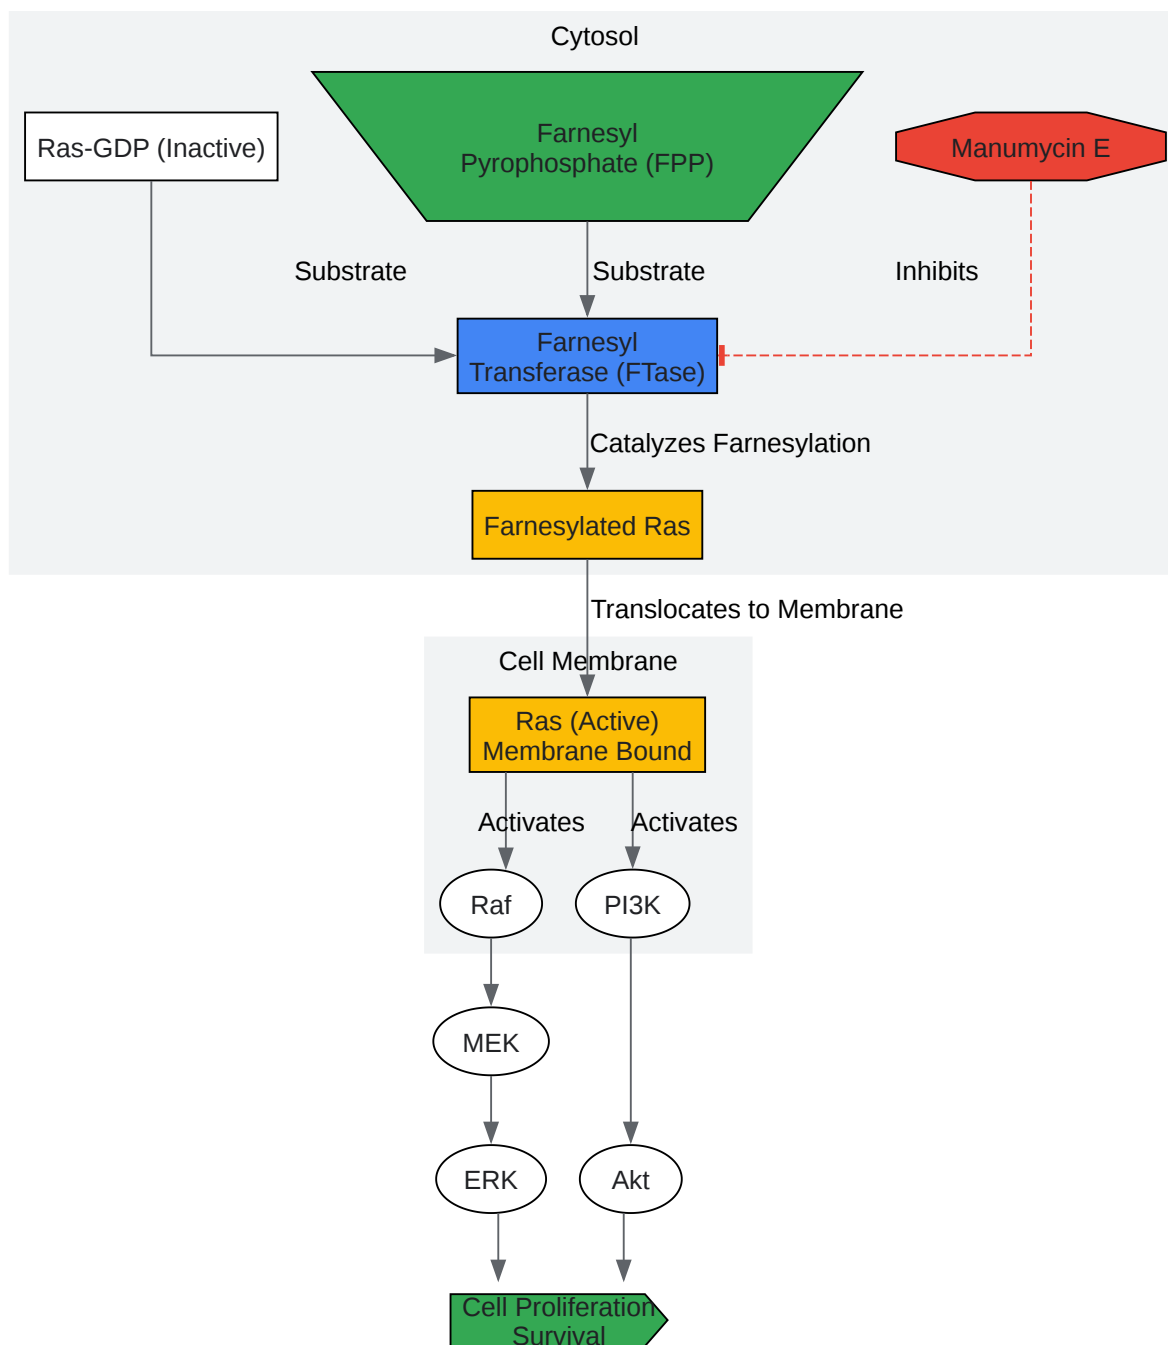 Cytosol
Ras-GDP (Inactive)
Farnesyl
Pyrophosphate (FPP)
Manumycin E
Substrate
Substrate
Inhibits
Farnesyl
Transferase (FTase)
Catalyzes Farnesylation
Farnesylated Ras
Translocates to Membrane
Cell Membrane
Ras (Active)
Membrane Bound
Activates
Activates
Raf
PI3K
MEK
ERK
Akt
Cell Proliferation
Survival